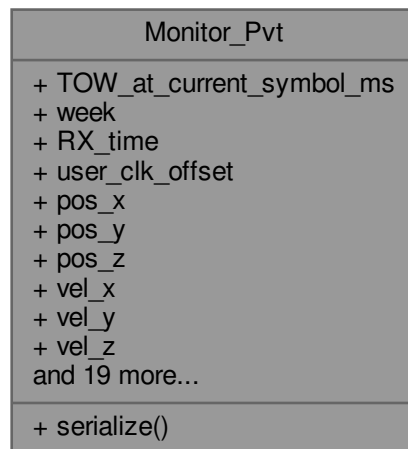 Monitor_Pvt
+ TOW_at_current_symbol_ms
+ week
+ RX_time
+ user_clk_offset
+ pos_x
+ pos_y
+ pos_z
+ vel_x
+ vel_y
+ vel_z
and 19 more...
+ serialize()